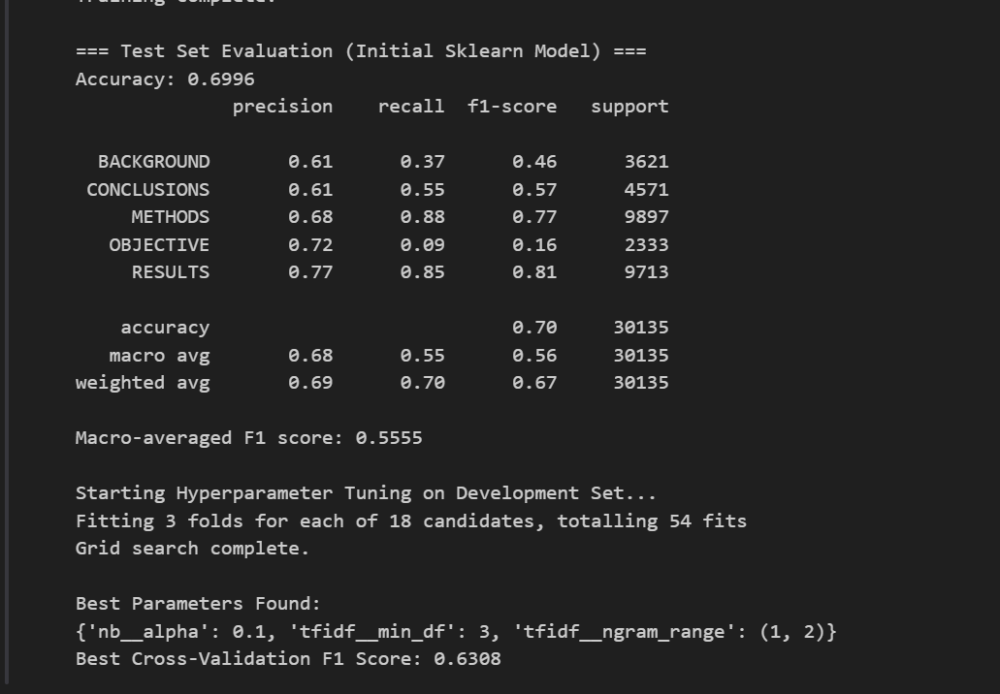 Training Complete.
=== Test Set Evaluation (Initial Sklearn Model) ===
Accuracy: 0.6996
precision recall f1-score support
BACKGROUND 0.61 0.37 0.46 3621
CONCLUSIONS 0.61 0.55 0.57 4571
METHODS 0.68 0.88 0.77 9897
OBJECTIVE 0.72 0.09 0.16 2333
RESULTS 0.77 0.85 0.81 9713
accuracy 0.70 30135
macro avg 0.68 0.55 0.56 30135
weighted avg 0.69 0.70 0.67 30135
Macro-averaged F1 score: 0.5555
Starting Hyperparameter Tuning on Development Set...
Fitting 3 folds for each of 18 candidates, totalling 54 fits
Grid search complete.
Best Parameters Found:
{'nb__alpha': 0.1, 'tfidf__min_df': 3, 'tfidf__ngram_range': (1, 2)}
Best Cross-Validation F1 Score: 0.6308